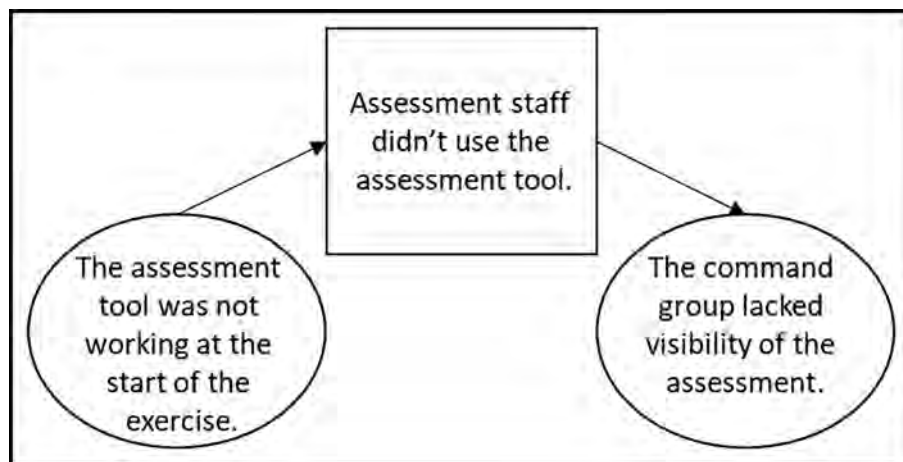 Assessment staff
didn’t use the
assessment tool.
The assessment
tool was not
working at the
start of the
exercise.
The command
group lacked
visibility of the
assessment.